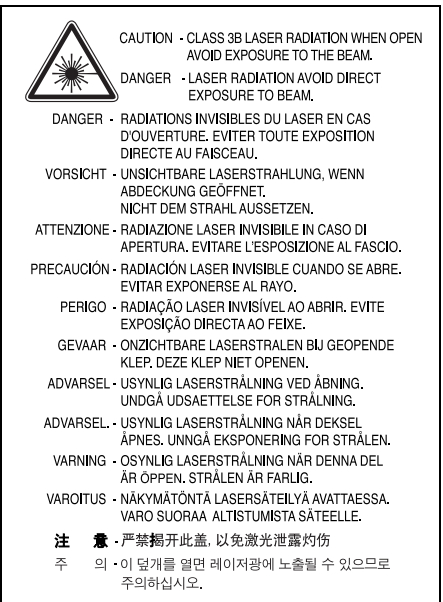 CAUTION - CLASS 3B LASER RADIATION WHEN OPEN
AVOID EXPOSURE TO THE BEAM.
DANGER - LASER RADIATION AVOID DIRECT
EXPOSURE TO BEAM.
DANGER - RADIATIONS INVISIBLES DU LASER EN CAS
D'OUVERTURE. EVITER TOUTE EXPOSITION
DIRECTE AU FAISCEAU.
VORSICHT - UNSICHTBARE LASERSTRAHLUNG, WENN
ABDECKUNG GEÖFFNET.
NICHT DEM STRAHL AUSSETZEN.
ATTENZIONE - RADIAZIONE LASER INVISIBILE IN CASO DI
APERTURA. EVITARE L'ESPOSIZIONE AL FASCIO.
PRECAUCIÓN - RADIACIÓN LASER INVISIBLE CUANDO SE ABRE.
EVITAR EXPONERSE AL RAYO.
PERIGO - RADIAÇÃO LASER INVISÍVEL AO ABRIR. EVITE
EXPOSIÇÃO DIRECTA AO FEIXE.
GEVAAR - ONZICHTBARE LASERSTRALEN BIJ GEOPENDE
KLEP. DEZE KLEP NIET OPENEN.
ADVARSEL - USYNLIG LASERSTRÅLNING VED ÅBNING.
UNDGÅ UDSAETTELSE FOR STRÅLNING.
ADVARSEL. - USYNLIG LASERSTRÅLNING NÅR DEKSEL
ÅPNES. UNNGÅ EKSPONERING FOR STRÅLEN.
VARNING - OSYNLIG LASERSTRÅLNING NÄR DENNA DEL
ÄR ÖPPEN. STRÅLEN ÄR FARLIG.
VAROITUS - NÄKYMÄTÖNTÄ LASERSÄTEILYÄ AVATTAESSA.
VARO SUORAA ALTISTUMISTA SÄTEELLE.
注 意 - 严禁揭开此盖, 以免激光泄露灼伤
주 의 - 이 덮개를 열면 레이저광에 노출될 수 있으므로
주의하십시오.